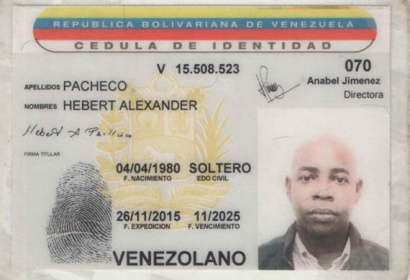 REPUBLICA BOLIVARIANA DE VENEZUELA
CEDULA DE IDENTIDAD
V 15.508.523
070
Anabel Jimenez
Directora
APELLIDOS PACHECO
NOMBRES HEBERT ALEXANDER
Hebert A Pacheco
FIRMA TITULAR
04/04/1980 SOLTERO
F. NACIMIENTO EDO CIVIL
26/11/2015 11/2025
F. EXPEDICION F. VENCIMIENTO
VENEZOLANO